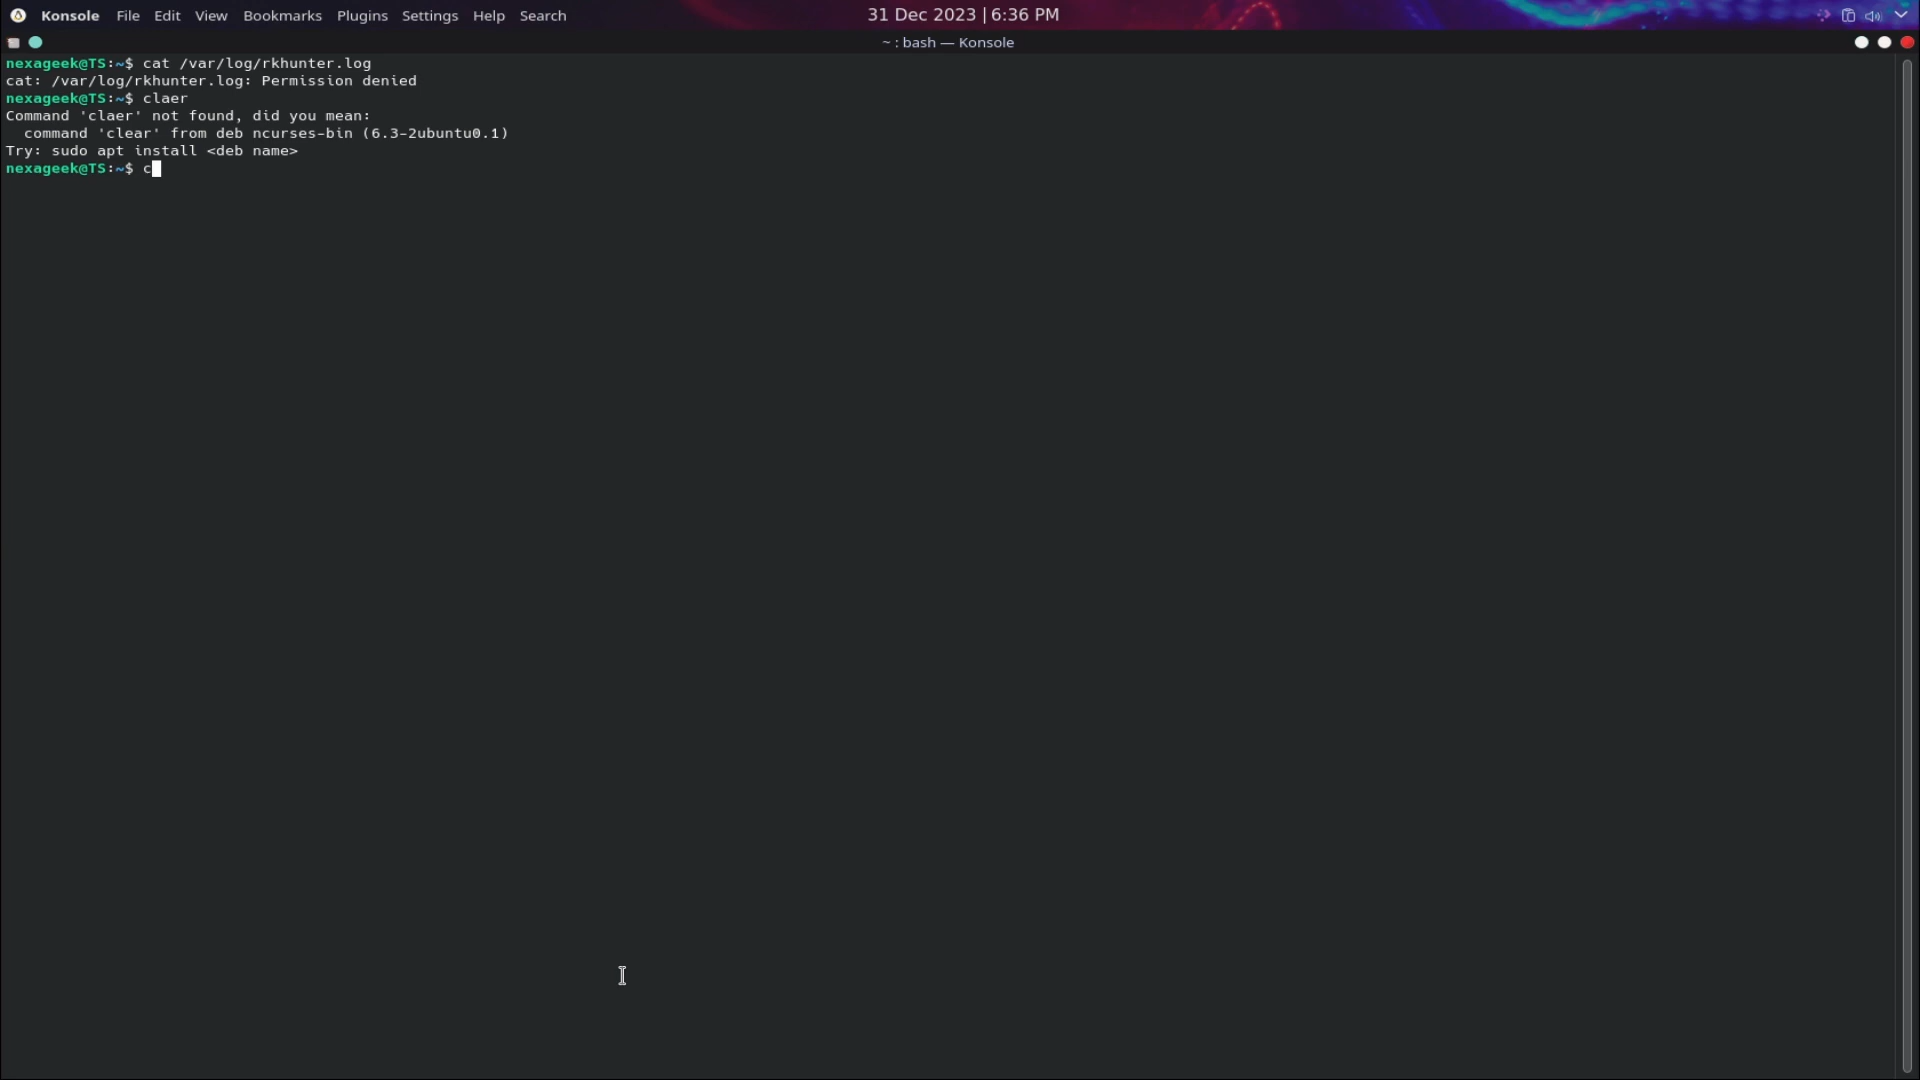 Konsole File Edit View Bookmarks Plugins Settings Help Search 31 Dec 2023 | 6:36 PM
~ : bash — Konsole
nexageek@TS:~$ cat /var/log/rkhunter.log
cat: /var/log/rkhunter.log: Permission denied
nexageek@TS:~$ claer
Command 'claer' not found, did you mean:
  command 'clear' from deb ncurses-bin (6.3-2ubuntu0.1)
Try: sudo apt install <deb name>
nexageek@TS:~$ c